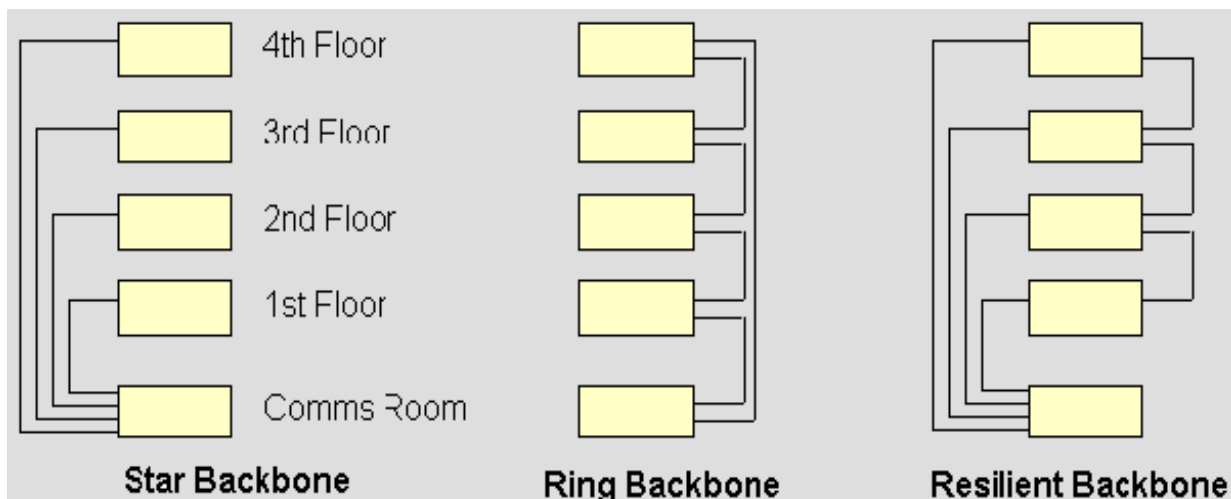 4th Floor
3rd Floor
2nd Floor
1st Floor
Comms Room
Star Backbone
Ring Backbone
Resilient Backbone